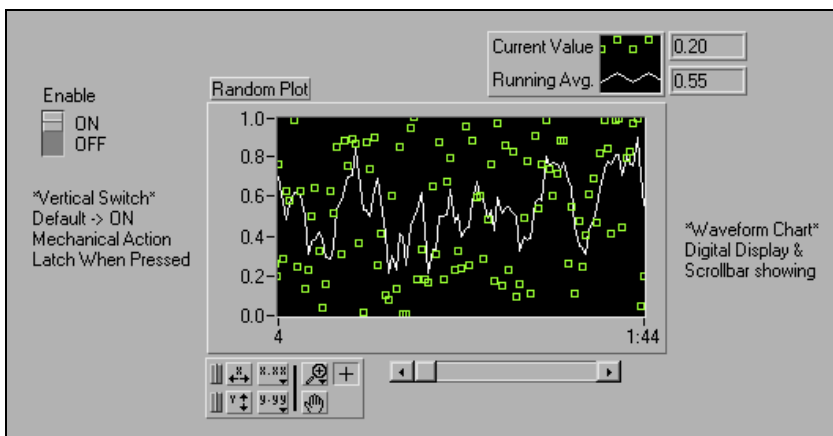 Current Value 0.20
Running Avg. 0.55
Enable
ON
OFF
Random Plot
1.0
0.8
0.6
0.4
0.2
0.0
4 1:44
*Vertical Switch*
Default -> ON
Mechanical Action
Latch When Pressed
*Waveform Chart*
Digital Display &
Scrollbar showing
X X.XX
Y Y.YY